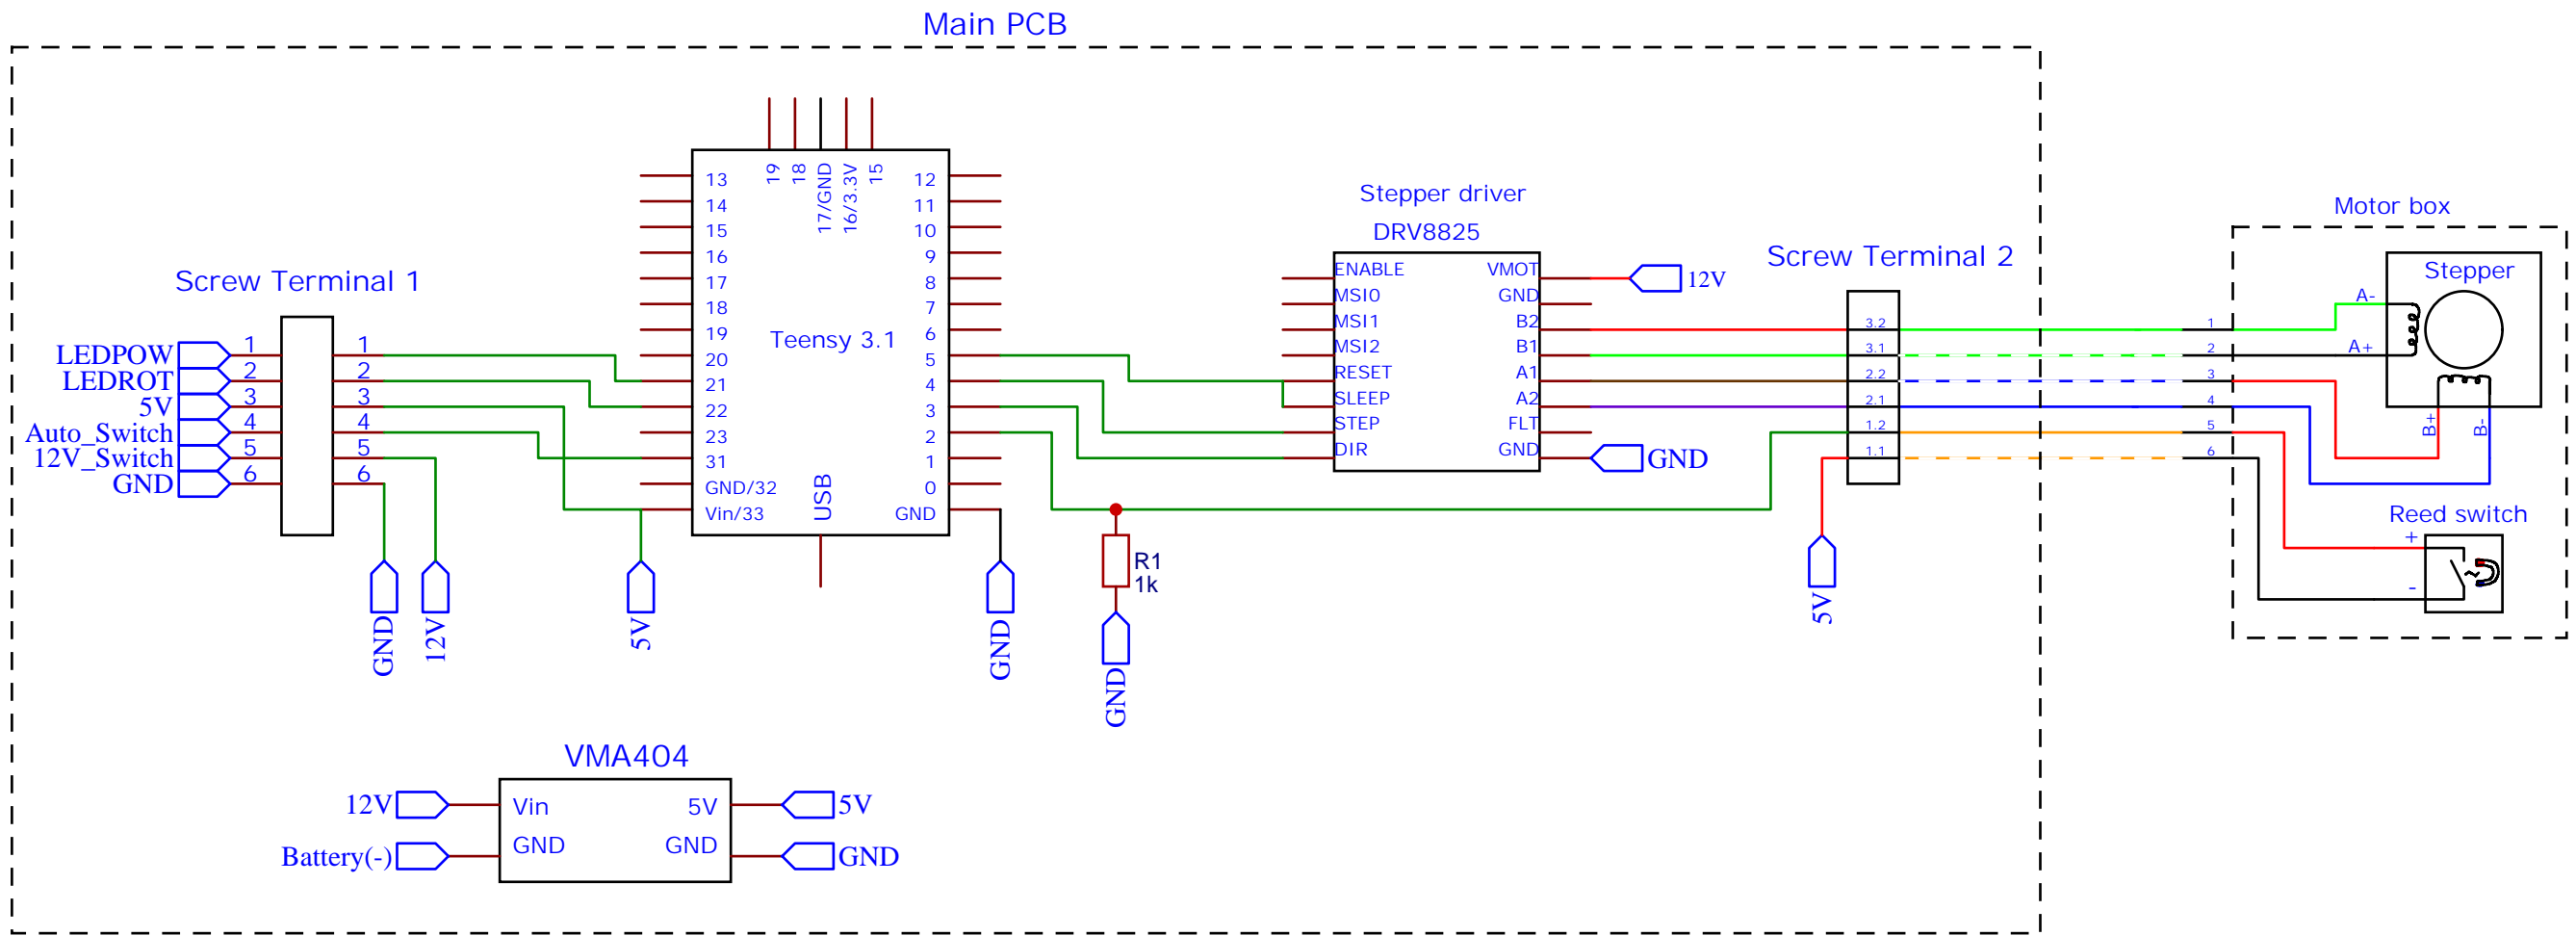 Main PCB
Screw Terminal 1
LEDPOW
LEDROT
5V
Auto_Switch
12V_Switch
GND
1
2
3
4
5
6
1
2
3
4
5
6
GND
12V
5V
19
18
17/GND
16/3.3V
15
13
14
15
16
17
18
19
20
21
22
23
31
GND/32
Vin/33
Teensy 3.1
USB
12
11
10
9
8
7
6
5
4
3
2
1
0
GND
GND
R1
1k
GND
Stepper driver
DRV8825
ENABLE
MSI0
MSI1
MSI2
RESET
SLEEP
STEP
DIR
VMOT
GND
B2
B1
A1
A2
FLT
GND
12V
GND
Screw Terminal 2
3.2
3.1
2.2
2.1
1.2
1.1
5V
1
2
3
4
5
6
Motor box
Stepper
A-
A+
B+
B-
Reed switch
+
-
VMA404
12V
Battery(-)
Vin
GND
5V
GND
5V
GND